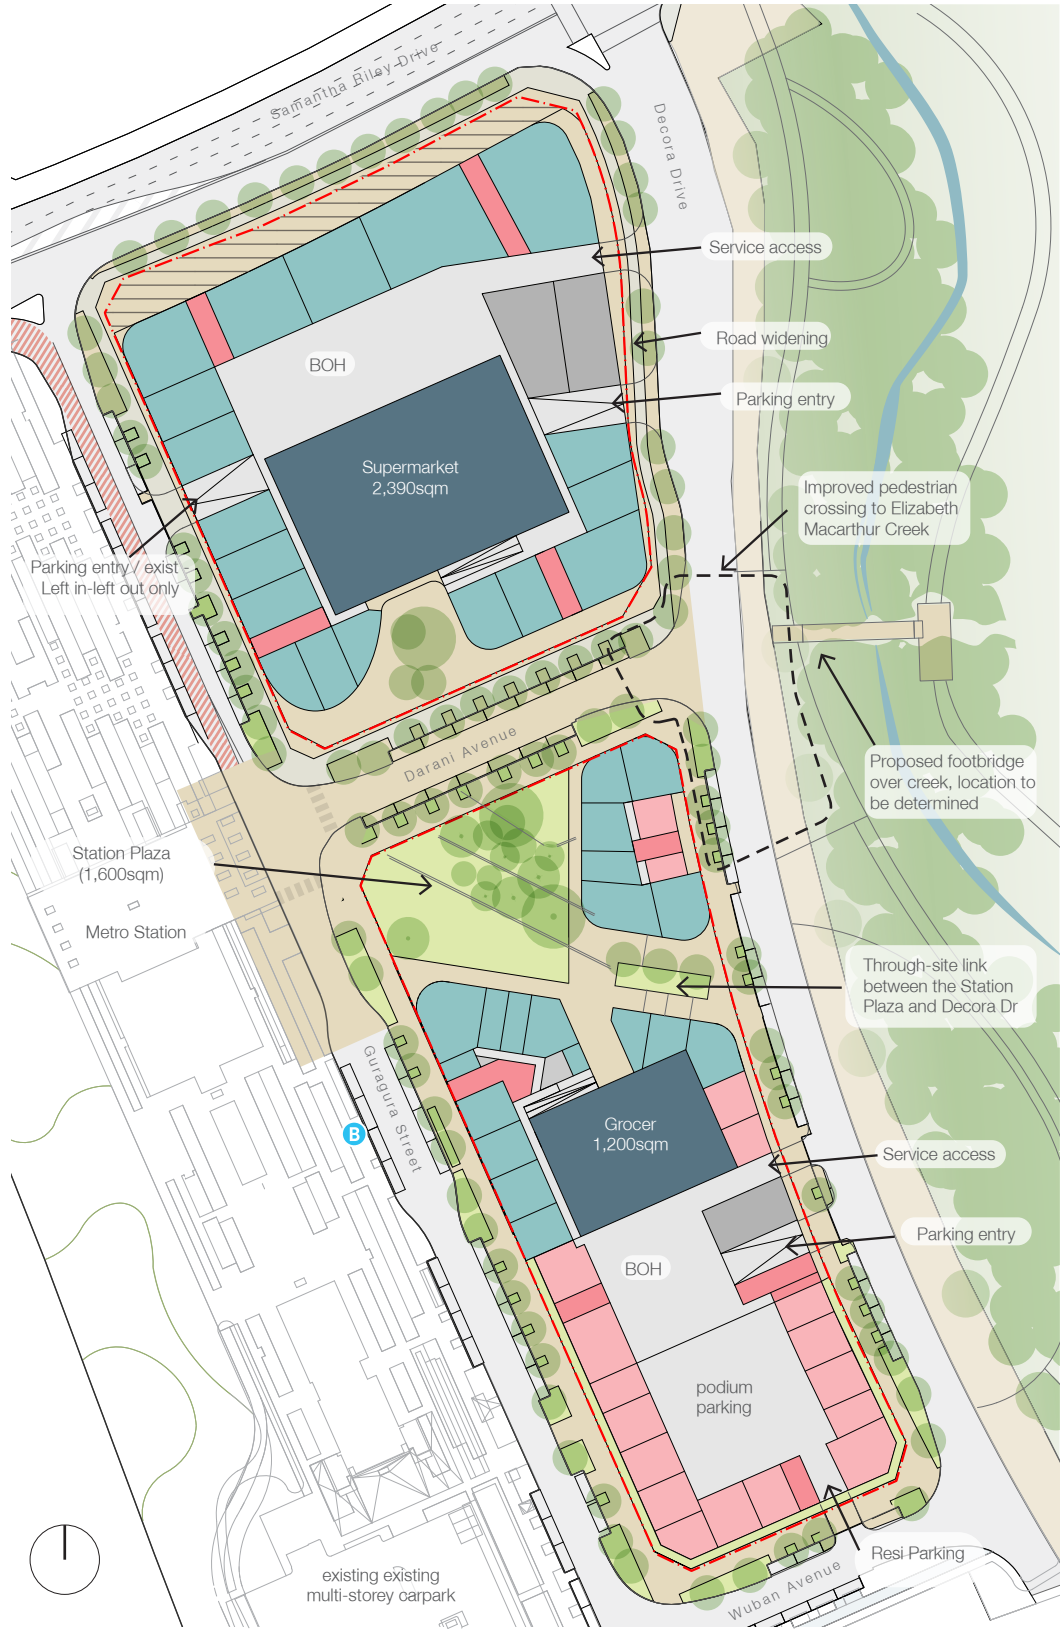 Samantha Riley Drive
Decora Drive
Service access
Road widening
BOH
Parking entry
Supermarket
2,390sqm
Improved pedestrian
crossing to Elizabeth
Macarthur Creek
Parking entry / exist -
Left in-left out only
Darani Avenue
Proposed footbridge
over creek, location to
be determined
Station Plaza
(1,600sqm)
Metro Station
Through-site link
between the Station
Plaza and Decora Dr
Guragura Street
B
Grocer
1,200sqm
Service access
Parking entry
BOH
podium
parking
Resi Parking
existing existing
multi-storey carpark
Wuban Avenue